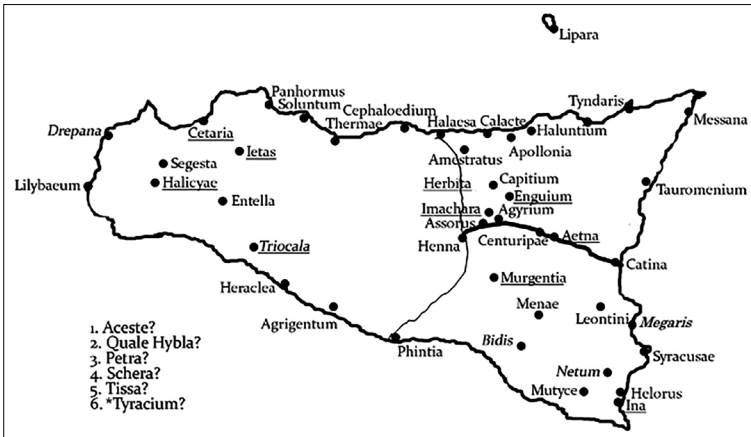 Lipara
Panhormus
Soluntum
Cephaloedium
Thermae
Halaesa
Calacte
Tyndaris
Haluntium
Messana
Drepana
Cetaria
Ietas
Amestratus
Apollonia
Segesta
Lilybaeum
Halicyae
Herbita
Capitium
Tauromenium
Entella
Enguium
Imachara
Agyrium
Assorus
Henna
Centuripae
Aetna
Triocala
Catina
Murgentia
Heraclea
Menae
Leontini
Agrigentum
Megaris
Phintia
Bidis
Syracusae
Netum
Mutyce
Helorus
Ina
1. Aceste?
2. Quale Hybla?
3. Petra?
4. Schera?
5. Tissa?
6. *Tyracium?